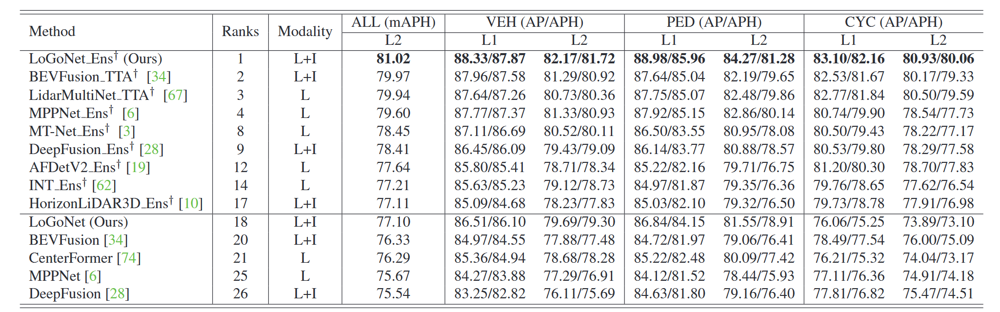 Method Ranks Modality ALL (mAPH) VEH (AP/APH) PED (AP/APH) CYC (AP/APH)
L2 L1 L2 L1 L2 L1 L2
LoGoNet_Ens† (Ours) 1 L+I 81.02 88.33/87.87 82.17/81.72 88.98/85.96 84.27/81.28 83.10/82.16 80.93/80.06
BEVFusion_TTA† [34] 2 L+I 79.97 87.96/87.58 81.29/80.92 87.64/85.04 82.19/79.65 82.53/81.67 80.17/79.33
LidarMultiNet_TTA† [67] 3 L 79.94 87.64/87.26 80.73/80.36 87.75/85.07 82.48/79.86 82.77/81.84 80.50/79.59
MPPNet_Ens† [6] 4 L 79.60 87.77/87.37 81.33/80.93 87.92/85.15 82.86/80.14 80.74/79.90 78.54/77.73
MT-Net_Ens† [3] 8 L 78.45 87.11/86.69 80.52/80.11 86.50/83.55 80.95/78.08 80.50/79.43 78.22/77.17
DeepFusion_Ens† [28] 9 L+I 78.41 86.45/86.09 79.43/79.09 86.14/83.77 80.88/78.57 80.53/79.80 78.29/77.58
AFDetV2_Ens† [19] 12 L 77.64 85.80/85.41 78.71/78.34 85.22/82.16 79.71/76.75 81.20/80.30 78.70/77.83
INT_Ens† [62] 14 L 77.21 85.63/85.23 79.12/78.73 84.97/81.87 79.35/76.36 79.76/78.65 77.62/76.54
HorizonLiDAR3D_Ens† [10] 17 L+I 77.11 85.09/84.68 78.23/77.83 85.03/82.10 79.32/76.50 79.73/78.78 77.91/76.98
LoGoNet (Ours) 18 L+I 77.10 86.51/86.10 79.69/79.30 86.84/84.15 81.55/78.91 76.06/75.25 73.89/73.10
BEVFusion [34] 20 L+I 76.33 84.97/84.55 77.88/77.48 84.72/81.97 79.06/76.41 78.49/77.54 76.00/75.09
CenterFormer [74] 21 L 76.29 85.36/84.94 78.68/78.28 85.22/82.48 80.09/77.42 76.21/75.32 74.04/73.17
MPPNet [6] 25 L 75.67 84.27/83.88 77.29/76.91 84.12/81.52 78.44/75.93 77.11/76.36 74.91/74.18
DeepFusion [28] 26 L+I 75.54 83.25/82.82 76.11/75.69 84.63/81.80 79.16/76.40 77.81/76.82 75.47/74.51